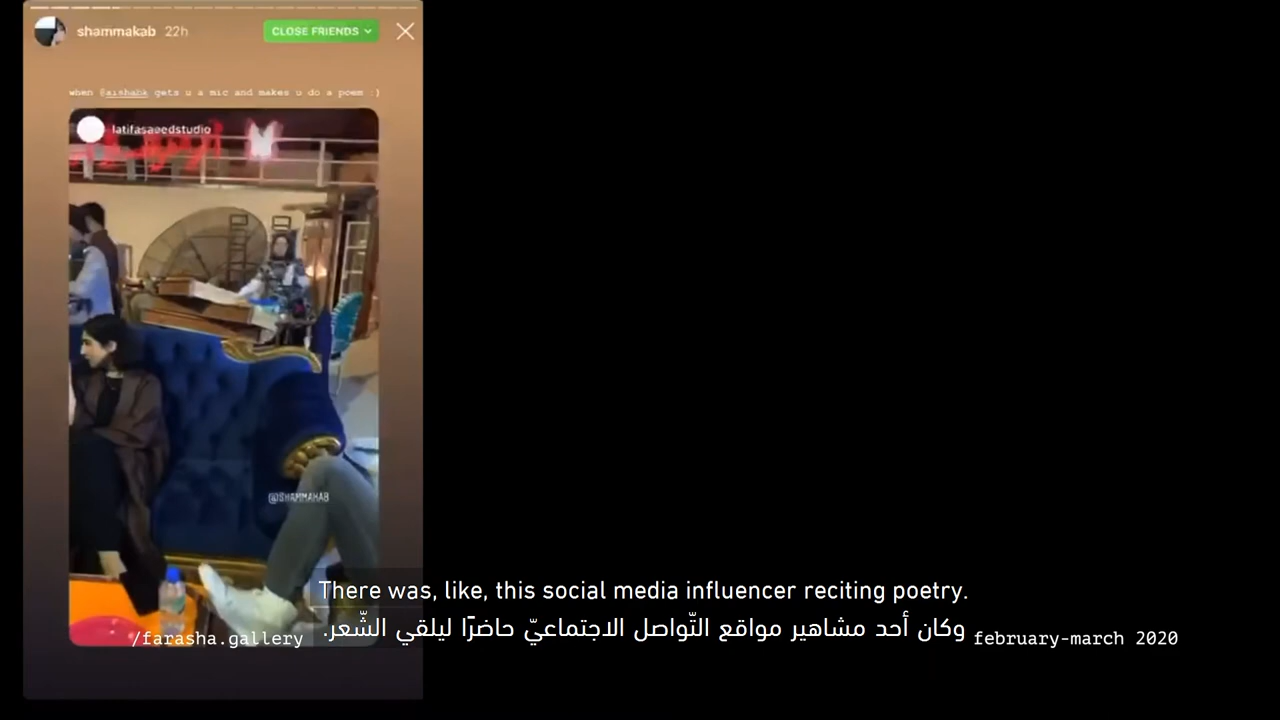 shammakab 22h
CLOSE FRIENDS
when @aishabk gets u a mic and makes u do a poem :)
latifasaeedstudio
@SHAMMAKAB
There was, like, this social media influencer reciting poetry.
وكان أحد مشاهير مواقع التّواصل الاجتماعيّ حاضرًا ليلقي الشّعر.
/farasha.gallery
february-march 2020